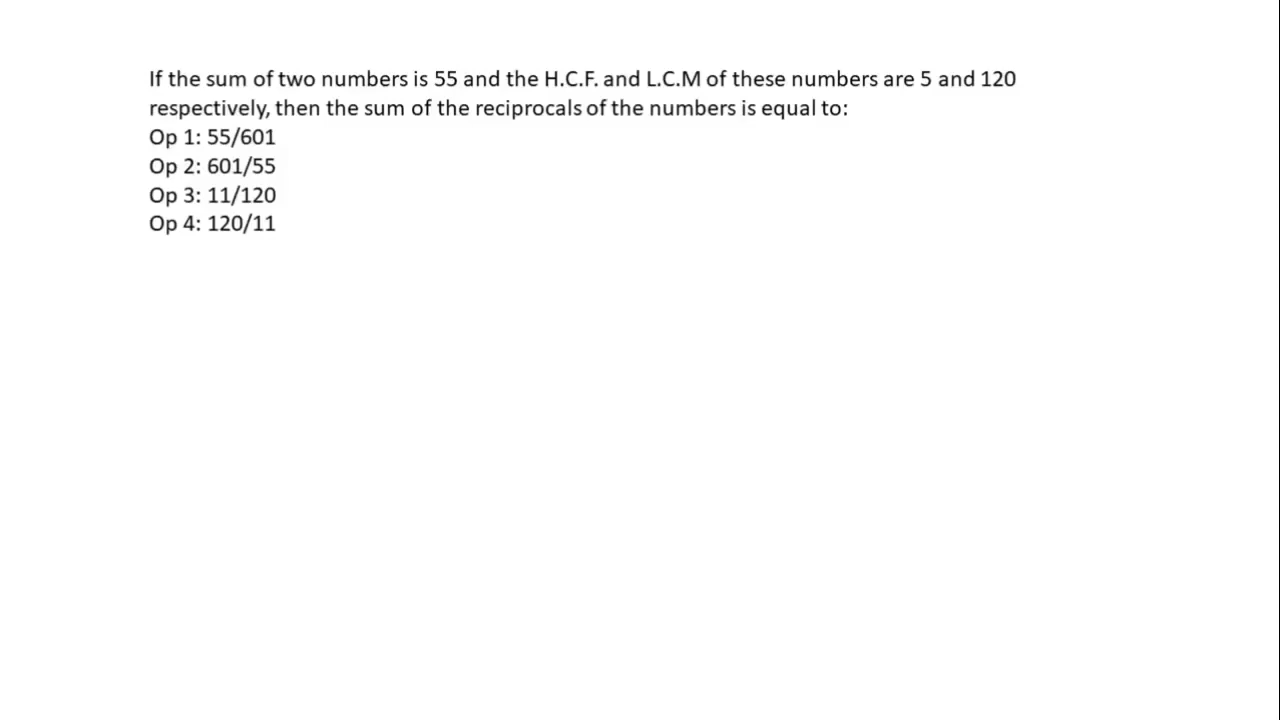 If the sum of two numbers is 55 and the H.C.F. and L.C.M of these numbers are 5 and 120
respectively, then the sum of the reciprocals of the numbers is equal to:
Op 1: 55/601
Op 2: 601/55
Op 3: 11/120
Op 4: 120/11